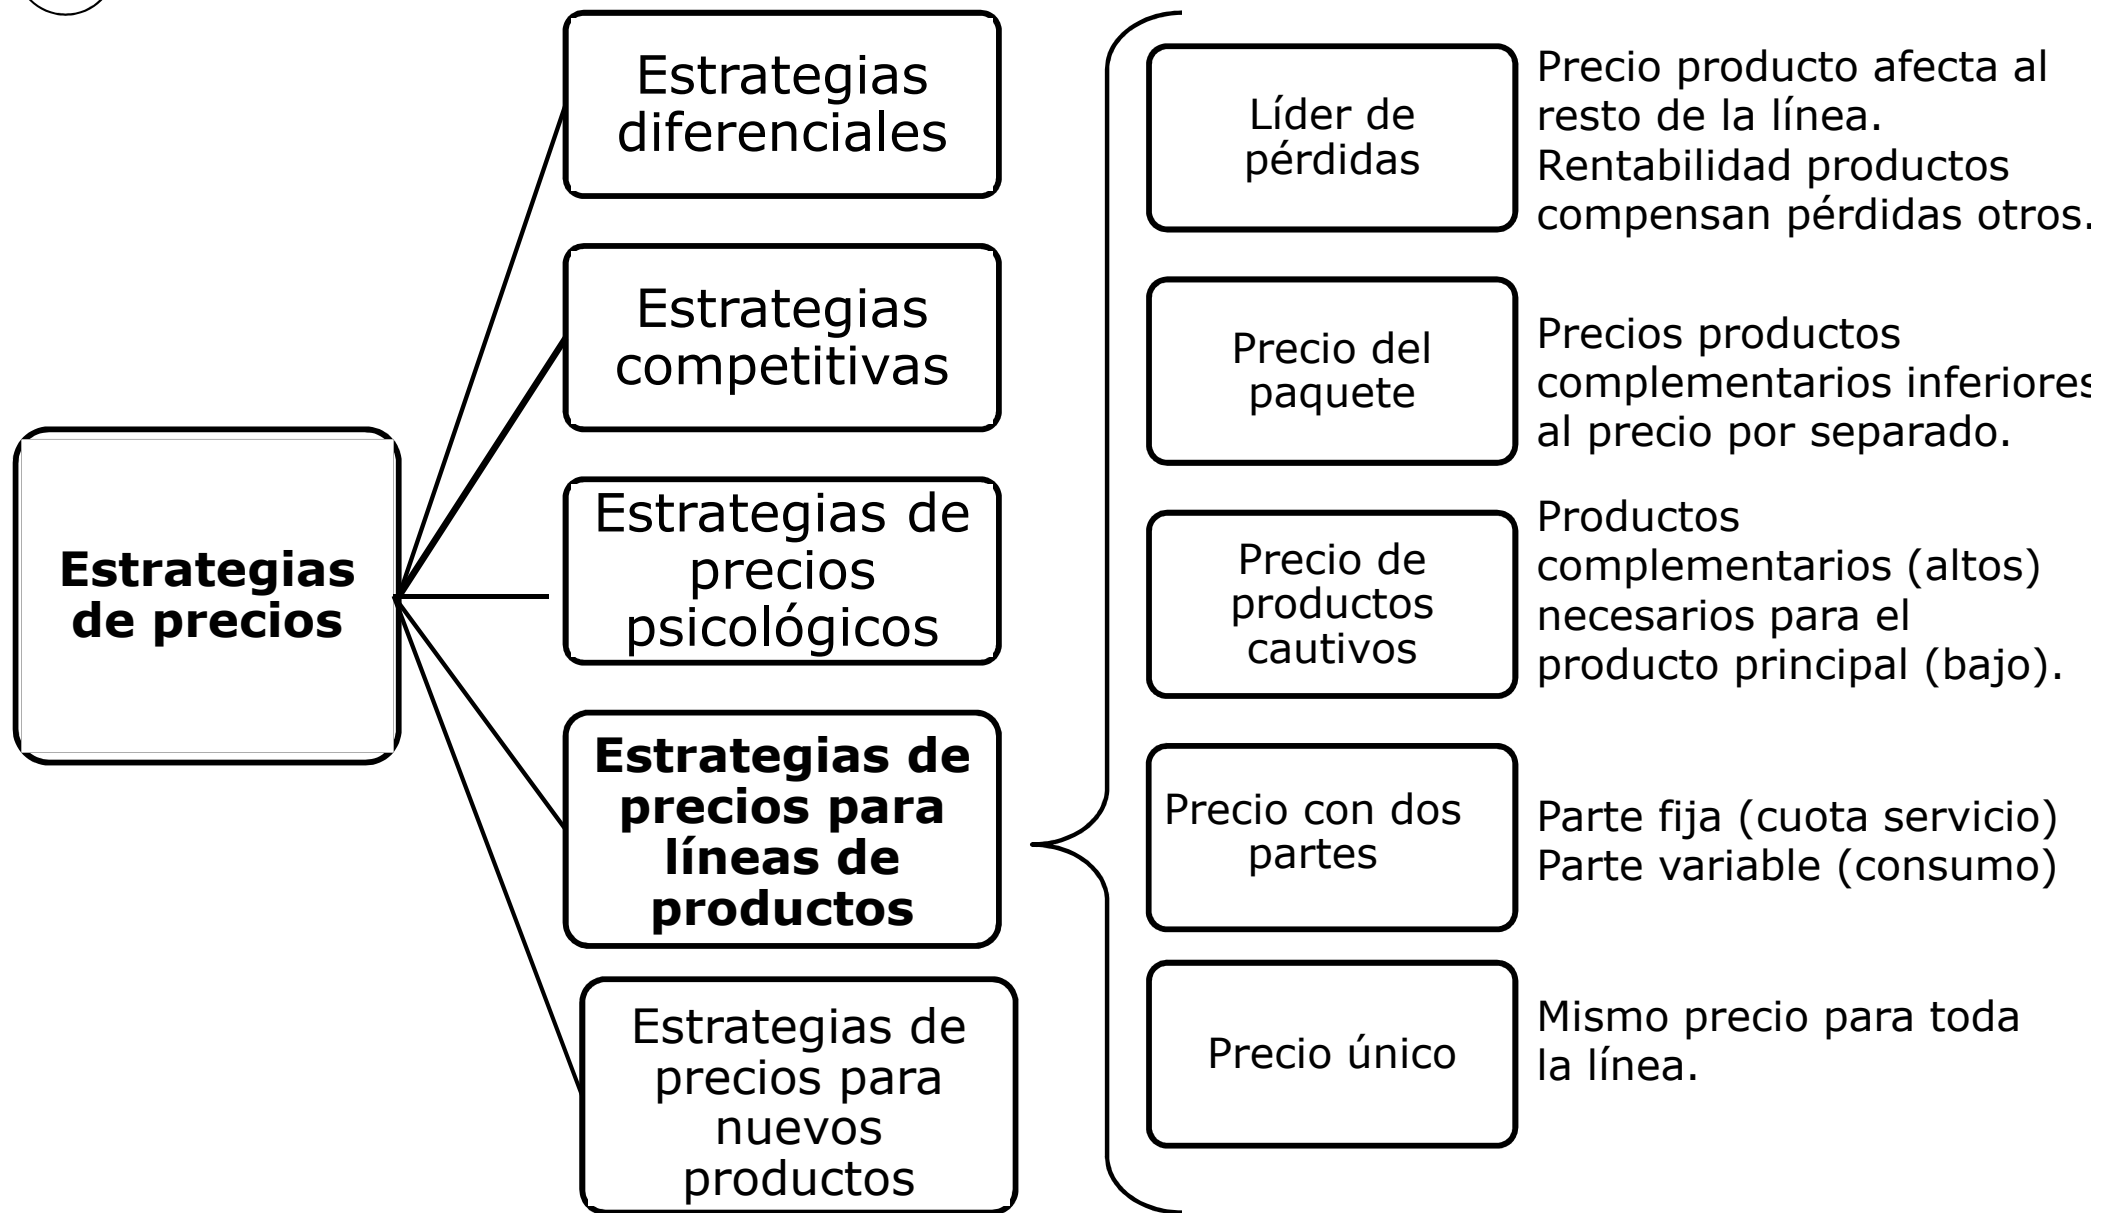 Estrategias
de precios
Estrategias
diferenciales
Estrategias
competitivas
Estrategias de
precios
psicológicos
Estrategias de
precios para
líneas de
productos
Estrategias de
precios para
nuevos
productos
Líder de
pérdidas
Precio producto afecta al
resto de la línea.
Rentabilidad productos
compensan pérdidas otros.
Precio del
paquete
Precios productos
complementarios inferiores
al precio por separado.
Precio de
productos
cautivos
Productos
complementarios (altos)
necesarios para el
producto principal (bajo).
Precio con dos
partes
Parte fija (cuota servicio)
Parte variable (consumo)
Precio único
Mismo precio para toda
la línea.